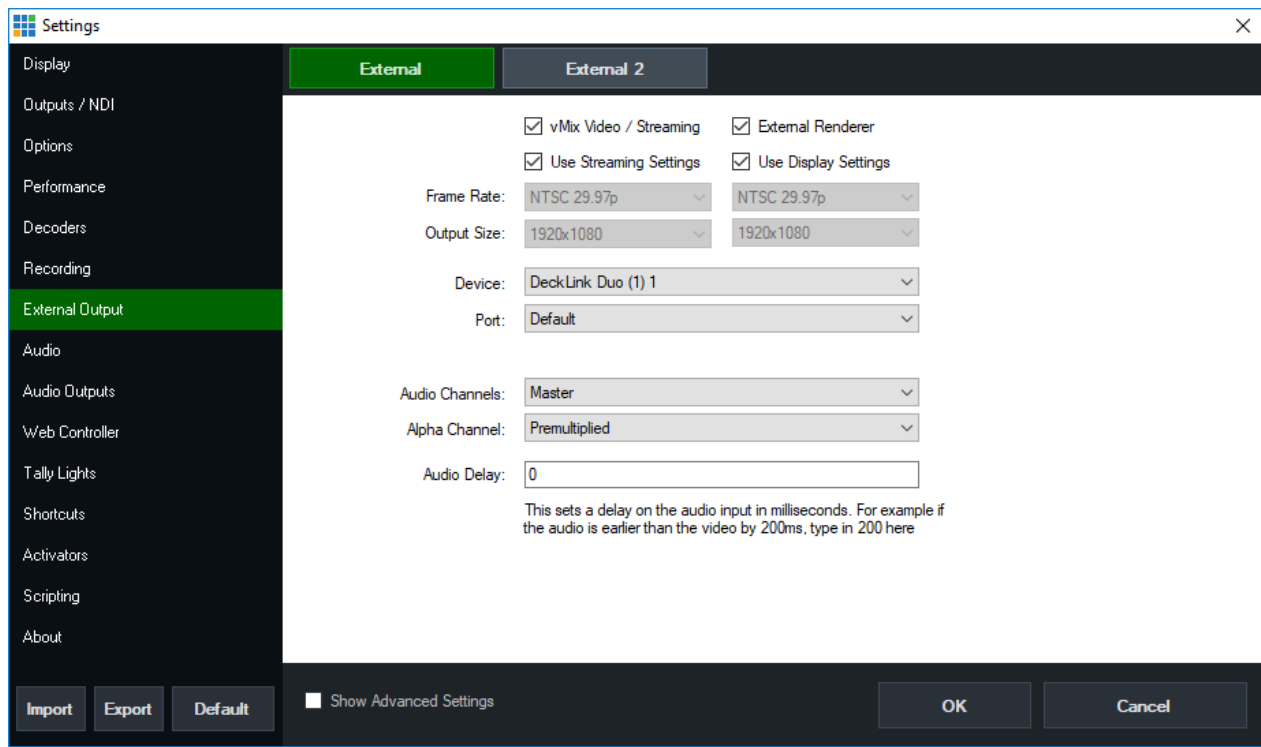 Settings
Display
Outputs / NDI
Options
Performance
Decoders
Recording
External Output
Audio
Audio Outputs
Web Controller
Tally Lights
Shortcuts
Activators
Scripting
About
Import Export Default
External External 2
vMix Video / Streaming External Renderer
Use Streaming Settings Use Display Settings
Frame Rate: NTSC 29.97p NTSC 29.97p
Output Size: 1920x1080 1920x1080
Device: DeckLink Duo (1) 1
Port: Default
Audio Channels: Master
Alpha Channel: Premultiplied
Audio Delay: 0
This sets a delay on the audio input in milliseconds. For example if
the audio is earlier than the video by 200ms, type in 200 here
Show Advanced Settings OK Cancel